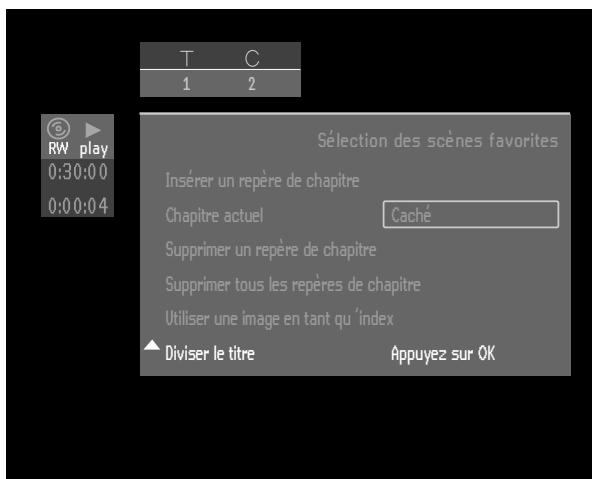 T C
1 2
RW play
0:30:00
0:00:04
Sélection des scènes favorites
Insérer un repère de chapitre
Chapitre actuel Caché
Supprimer un repère de chapitre
Supprimer tous les repères de chapitre
Utiliser une image en tant qu ´index
Diviser le titre Appuyez sur OK